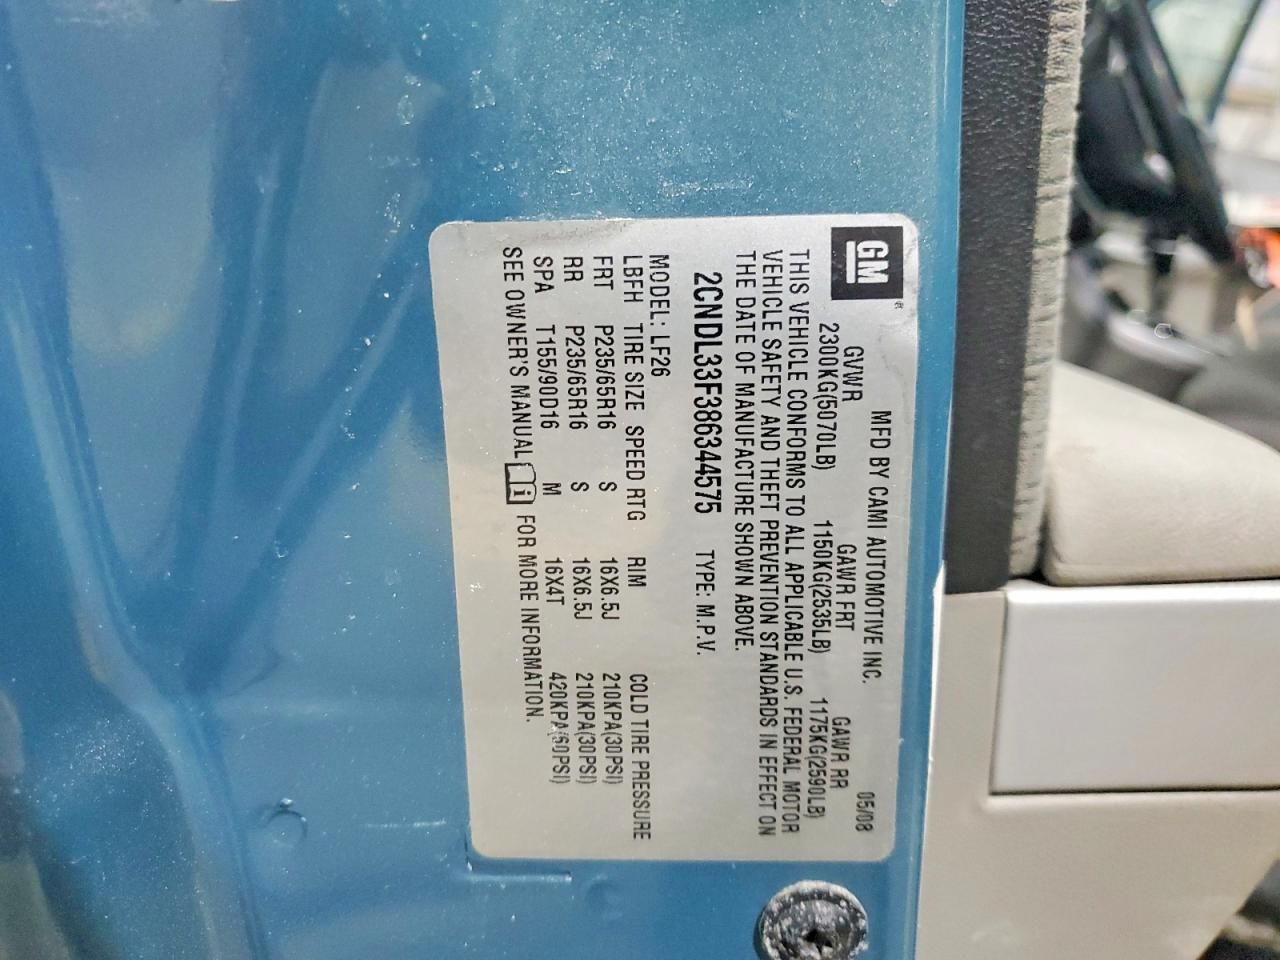 GM®
MFD BY CAMI AUTOMOTIVE INC. 05/08
GVWR GAWR FRT GAWR RR
2300KG(5070LB) 1150KG(2535LB) 1175KG(2590LB)
THIS VEHICLE CONFORMS TO ALL APPLICABLE U.S. FEDERAL MOTOR
VEHICLE SAFETY AND THEFT PREVENTION STANDARDS IN EFFECT ON
THE DATE OF MANUFACTURE SHOWN ABOVE.
2CNDL33F386344575 TYPE: M.P.V.
MODEL: LF26
LBFH TIRE SIZE SPEED RTG RIM COLD TIRE PRESSURE
FRT P235/65R16 S 16X6.5J 210KPA(30PSI)
RR P235/65R16 S 16X6.5J 210KPA(30PSI)
SPA T155/90D16 M 16X4T 420KPA(60PSI)
SEE OWNER'S MANUAL i FOR MORE INFORMATION.